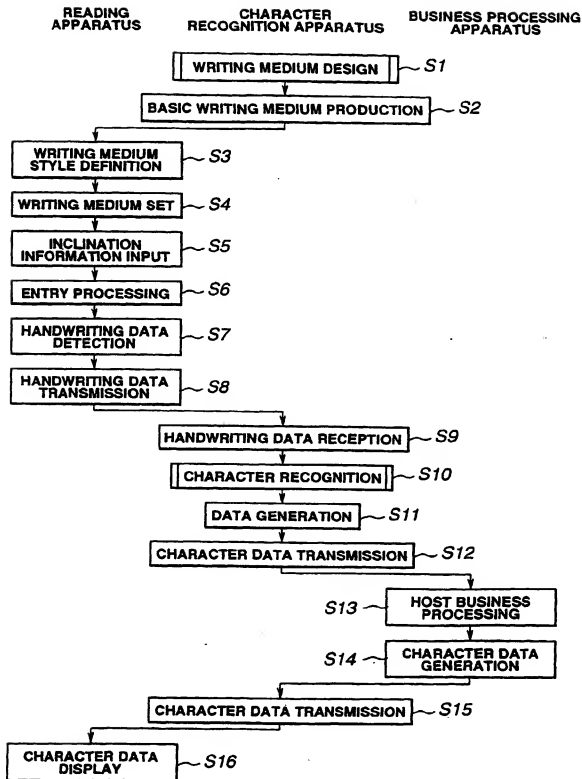 READING
APPARATUS
CHARACTER
RECOGNITION APPARATUS
BUSINESS PROCESSING
APPARATUS
WRITING MEDIUM DESIGN S1
BASIC WRITING MEDIUM PRODUCTION S2
WRITING MEDIUM
STYLE DEFINITION S3
WRITING MEDIUM SET S4
INCLINATION
INFORMATION INPUT S5
ENTRY PROCESSING S6
HANDWRITING DATA
DETECTION S7
HANDWRITING DATA
TRANSMISSION S8
HANDWRITING DATA RECEPTION S9
CHARACTER RECOGNITION S10
DATA GENERATION S11
CHARACTER DATA TRANSMISSION S12
S13 HOST BUSINESS
PROCESSING
S14 CHARACTER DATA
GENERATION
CHARACTER DATA TRANSMISSION S15
CHARACTER DATA
DISPLAY S16